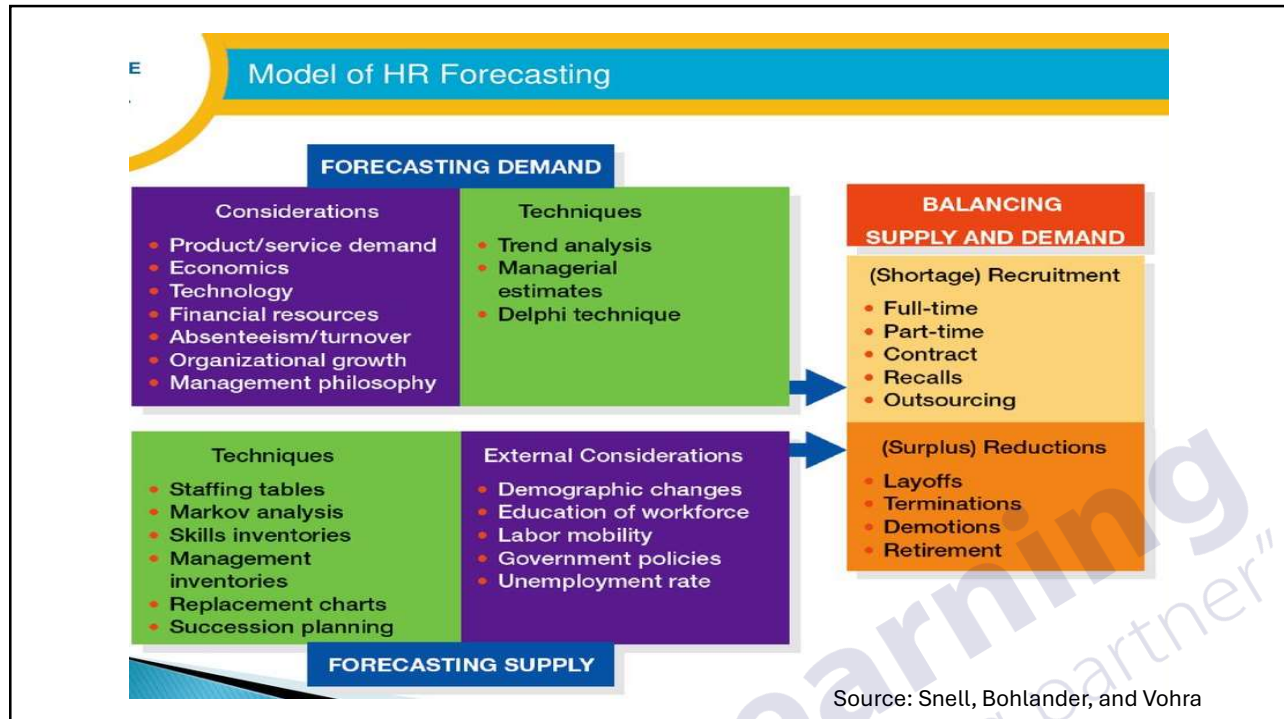 E
Model of HR Forecasting
FORECASTING DEMAND
Considerations
• Product/service demand
• Economics
• Technology
• Financial resources
• Absenteeism/turnover
• Organizational growth
• Management philosophy
Techniques
• Trend analysis
• Managerial
estimates
• Delphi technique
BALANCING
SUPPLY AND DEMAND
(Shortage) Recruitment
• Full-time
• Part-time
• Contract
• Recalls
• Outsourcing
(Surplus) Reductions
• Layoffs
• Terminations
• Demotions
• Retirement
Techniques
• Staffing tables
• Markov analysis
• Skills inventories
• Management
inventories
• Replacement charts
• Succession planning
External Considerations
• Demographic changes
• Education of workforce
• Labor mobility
• Government policies
• Unemployment rate
FORECASTING SUPPLY
arning
partner”
Source: Snell, Bohlander, and Vohra